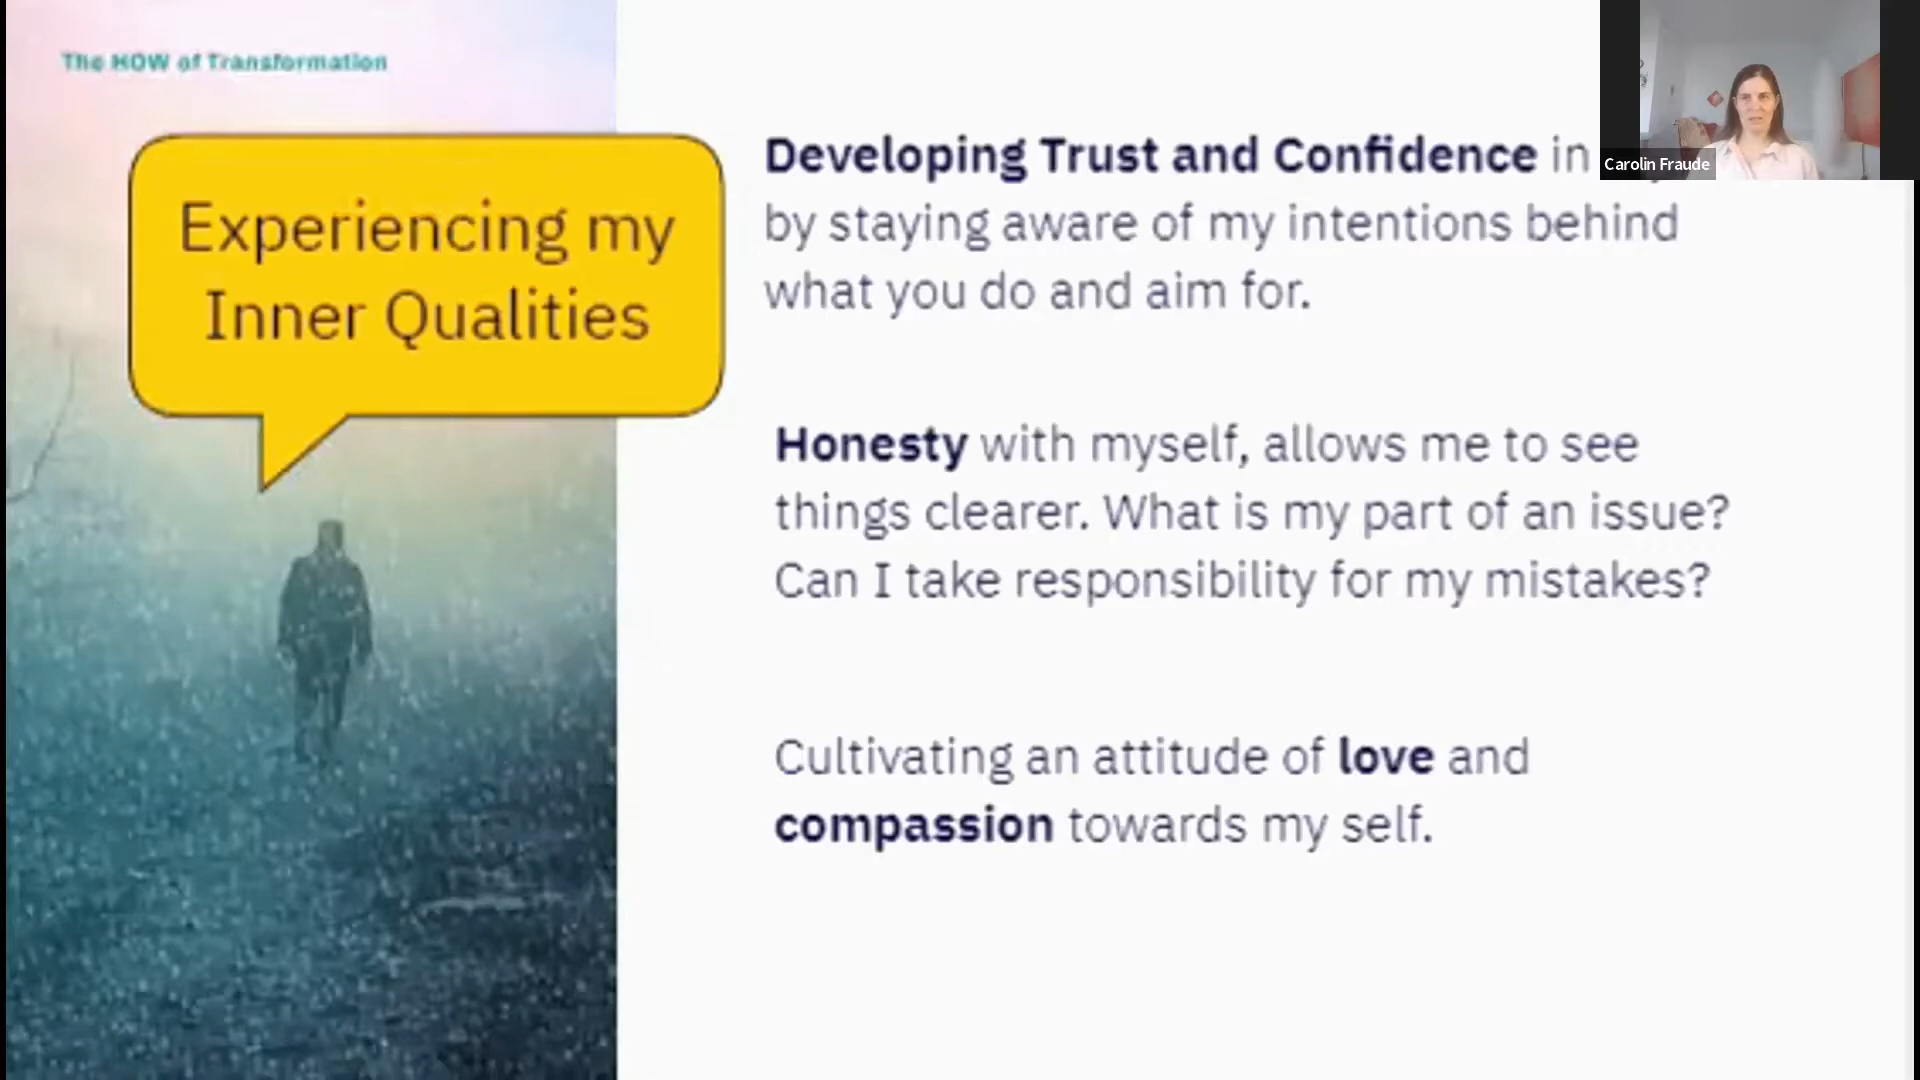 The HOW of Transformation
Experiencing my
Inner Qualities
Developing Trust and Confidence in
by staying aware of my intentions behind
what you do and aim for.
Honesty with myself, allows me to see
things clearer. What is my part of an issue?
Can I take responsibility for my mistakes?
Cultivating an attitude of love and
compassion towards my self.
Carolin Fraude